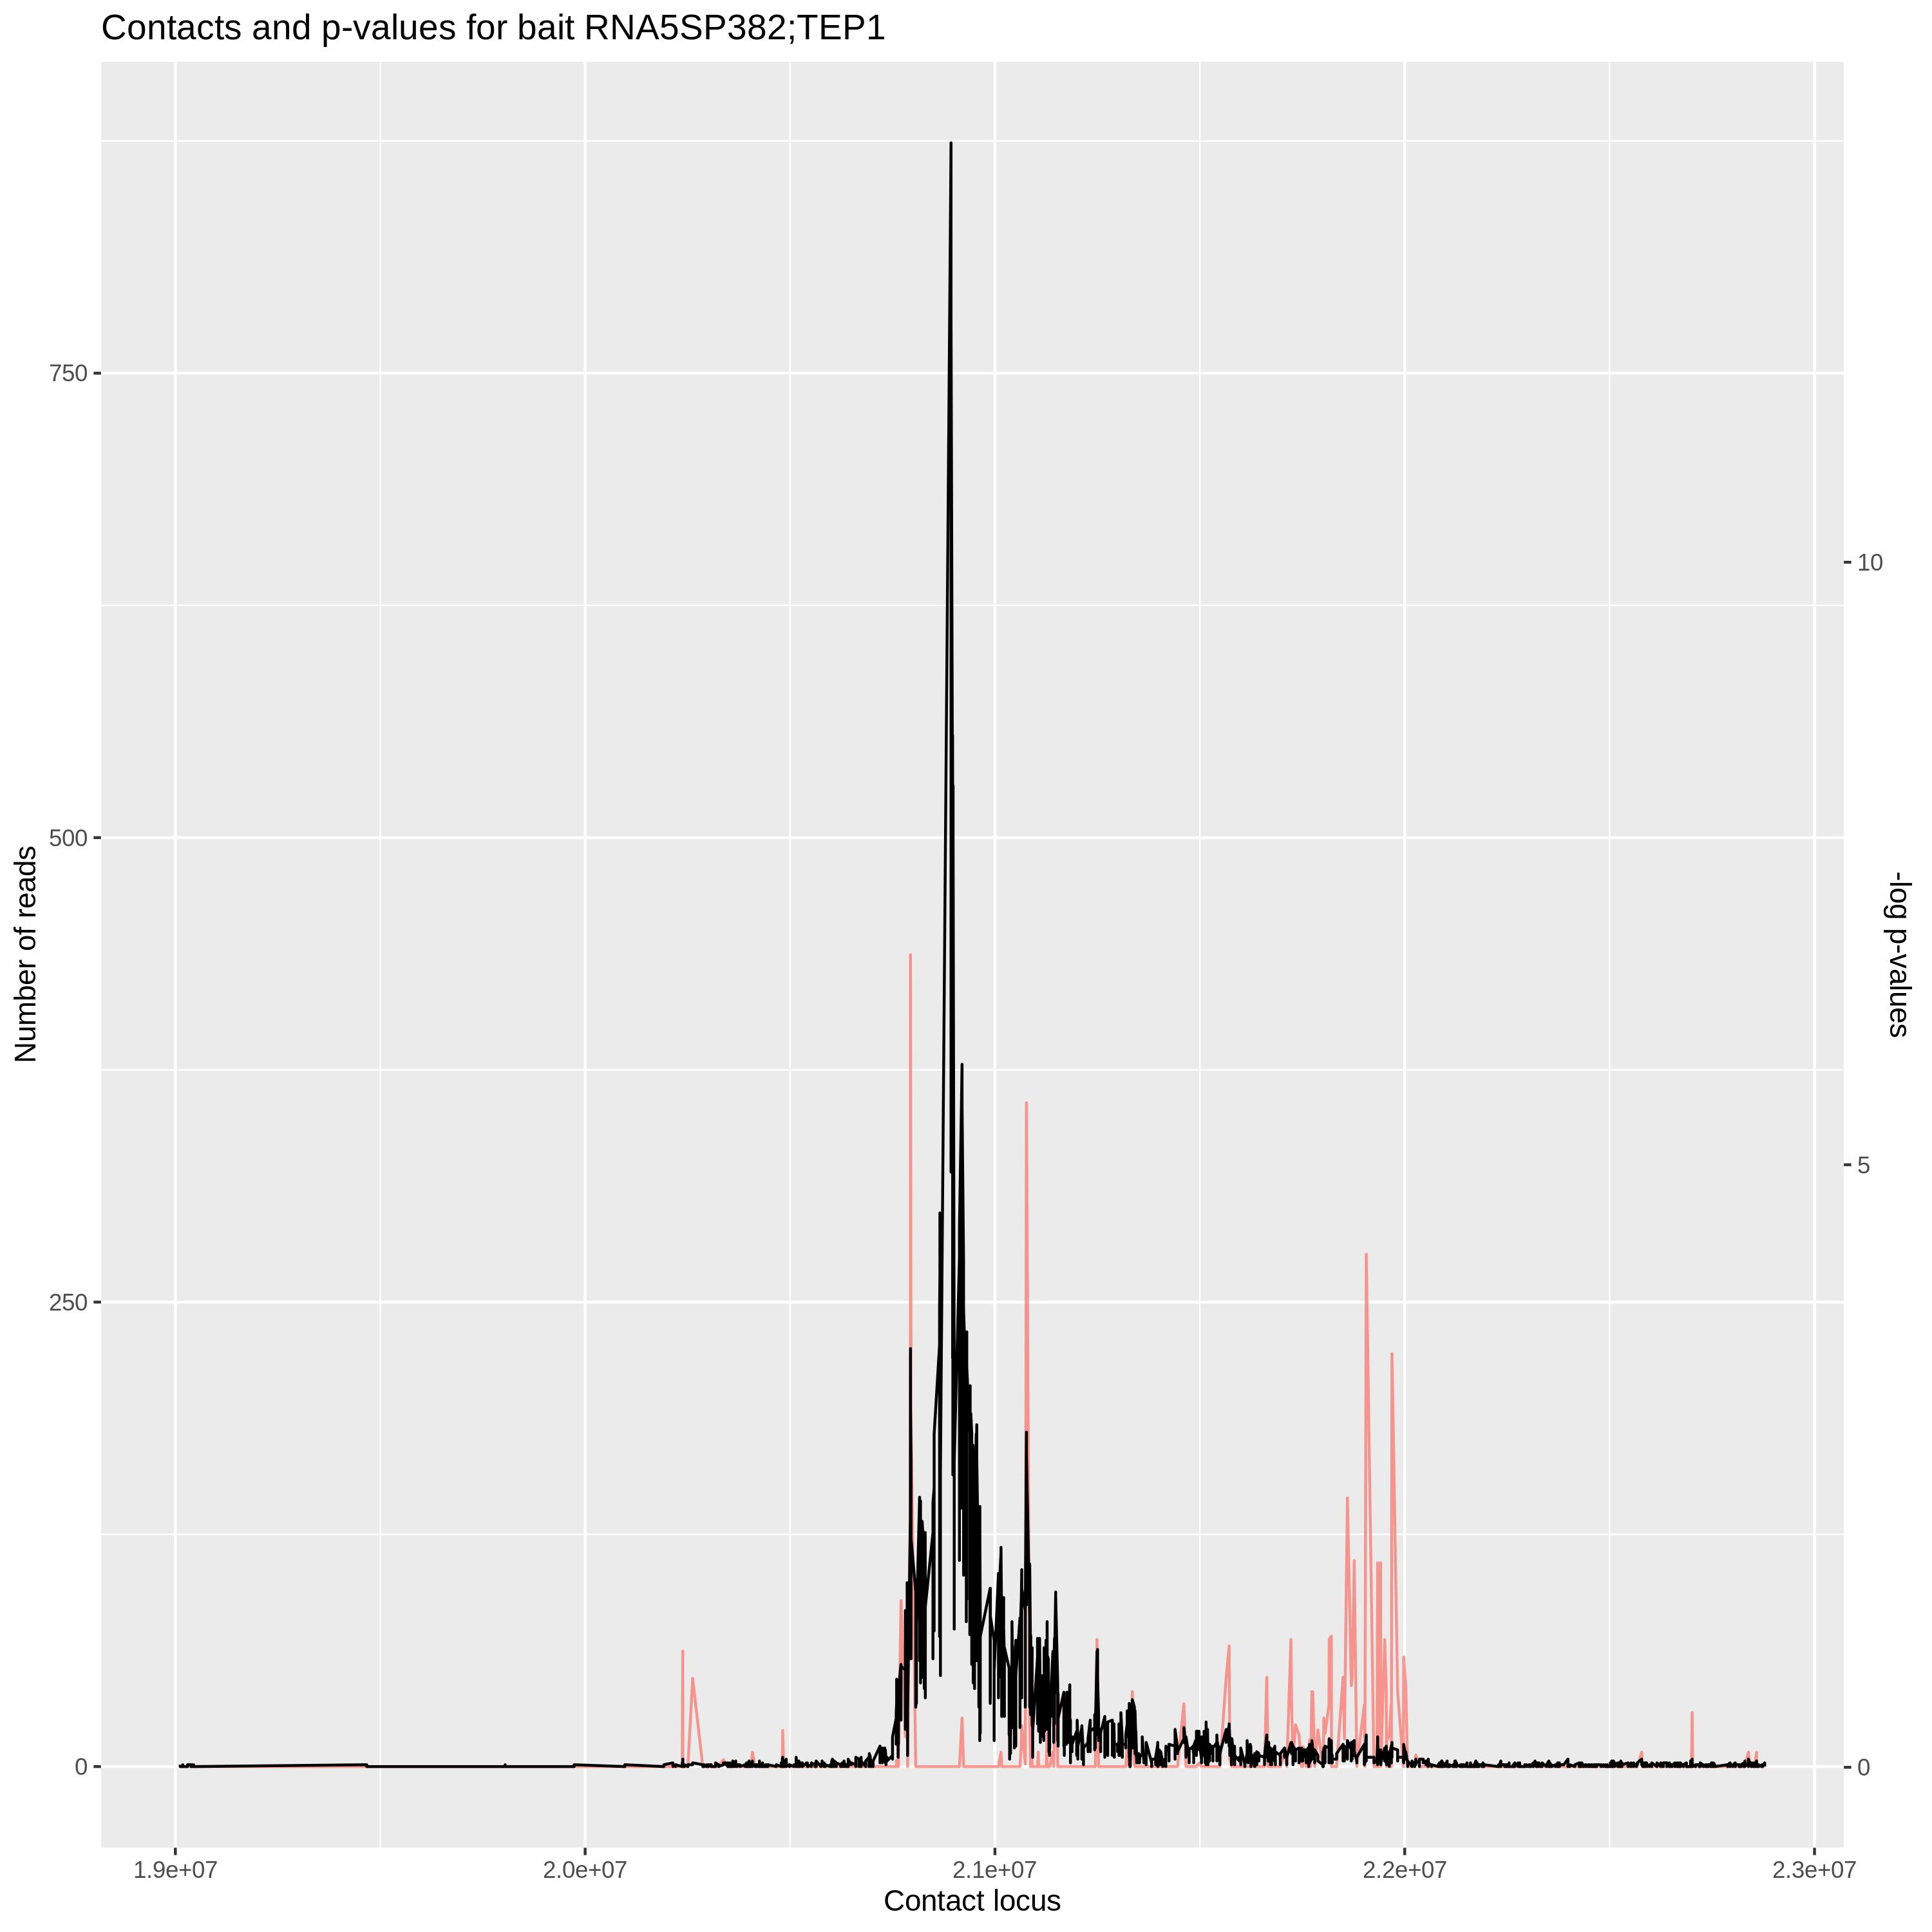 Contacts and p-values for bait RNA5SP382;TEP1
750
500
250
0
Number of reads
10
5
0
-log p-values
1.9e+07
2.0e+07
2.1e+07
2.2e+07
2.3e+07
Contact locus